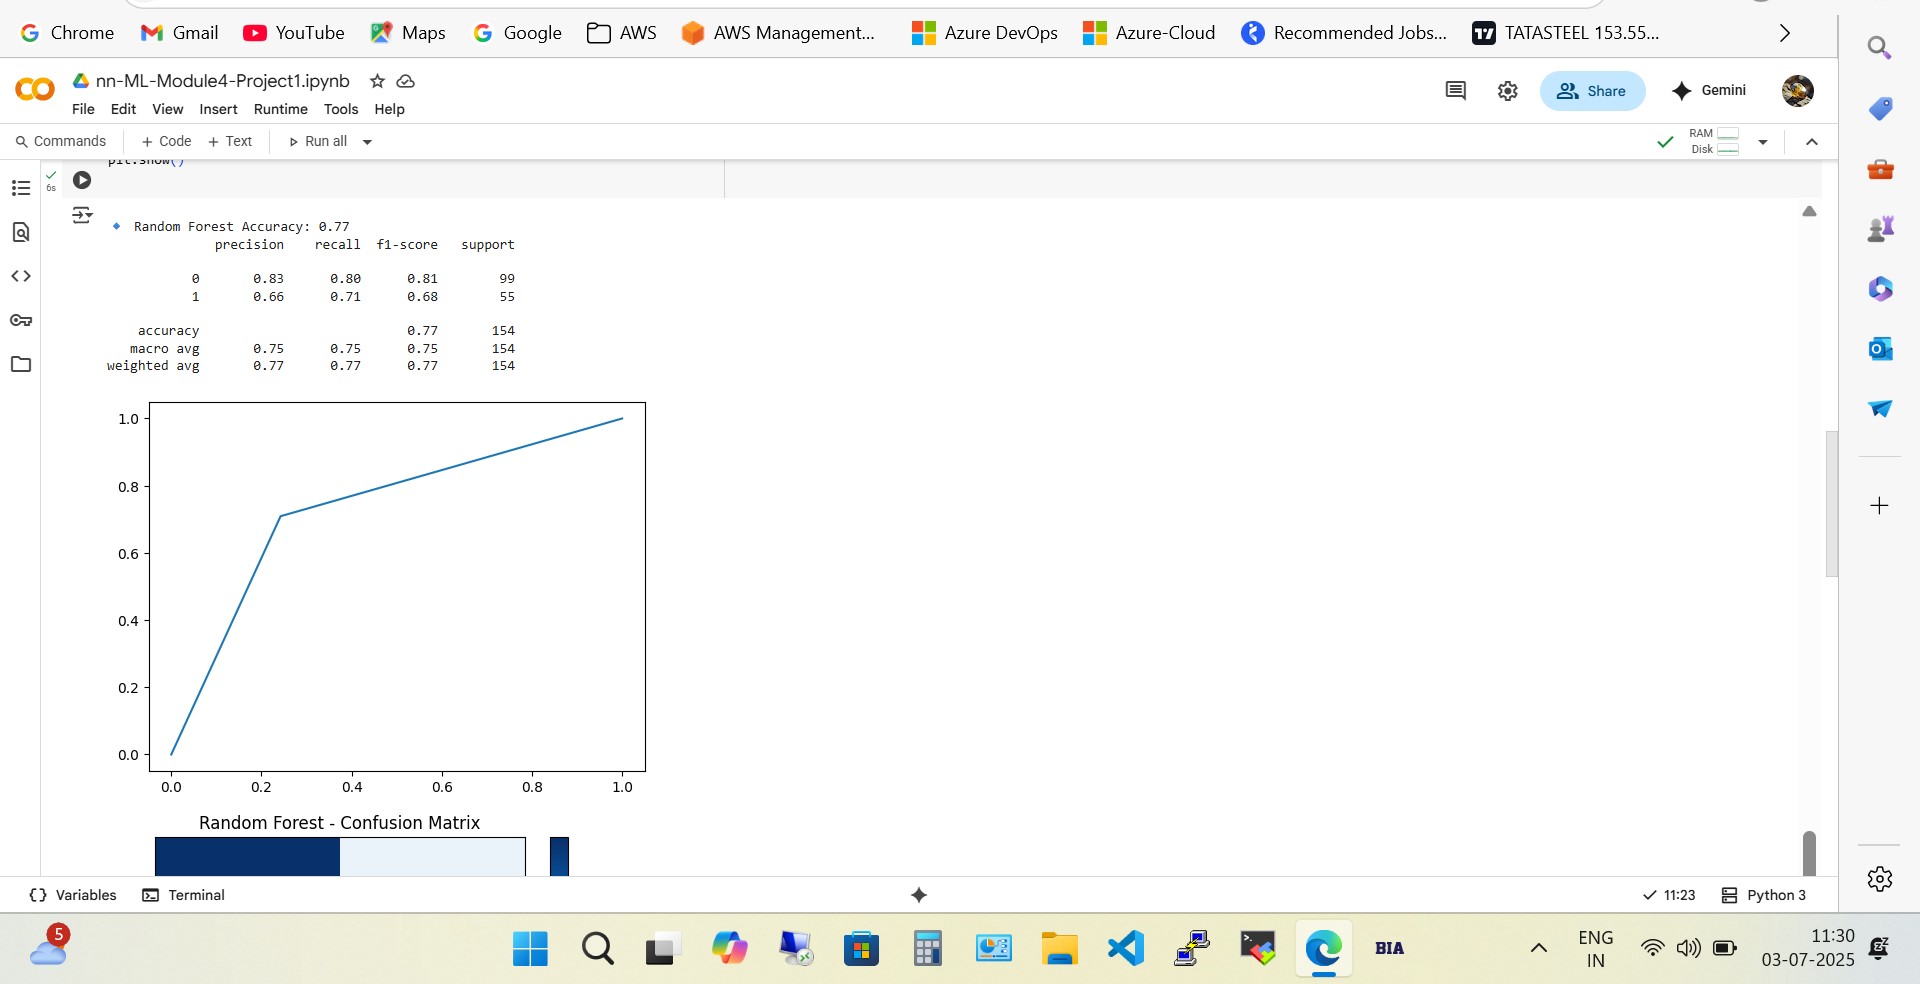 Chrome Gmail YouTube Maps Google AWS AWS Management... Azure DevOps Azure-Cloud Recommended Jobs... TATASTEEL 153.55...
nn-ML-Module4-Project1.ipynb
File Edit View Insert Runtime Tools Help
Share Gemini
Commands + Code + Text Run all
RAM
Disk
plt.show()
6s
Random Forest Accuracy: 0.77
precision recall f1-score support
0 0.83 0.80 0.81 99
1 0.66 0.71 0.68 55
accuracy 0.77 154
macro avg 0.75 0.75 0.75 154
weighted avg 0.77 0.77 0.77 154
1.0
0.8
0.6
0.4
0.2
0.0
0.0 0.2 0.4 0.6 0.8 1.0
Random Forest - Confusion Matrix
{} Variables Terminal 11:23 Python 3
5
BIA
ENG
IN
11:30
03-07-2025